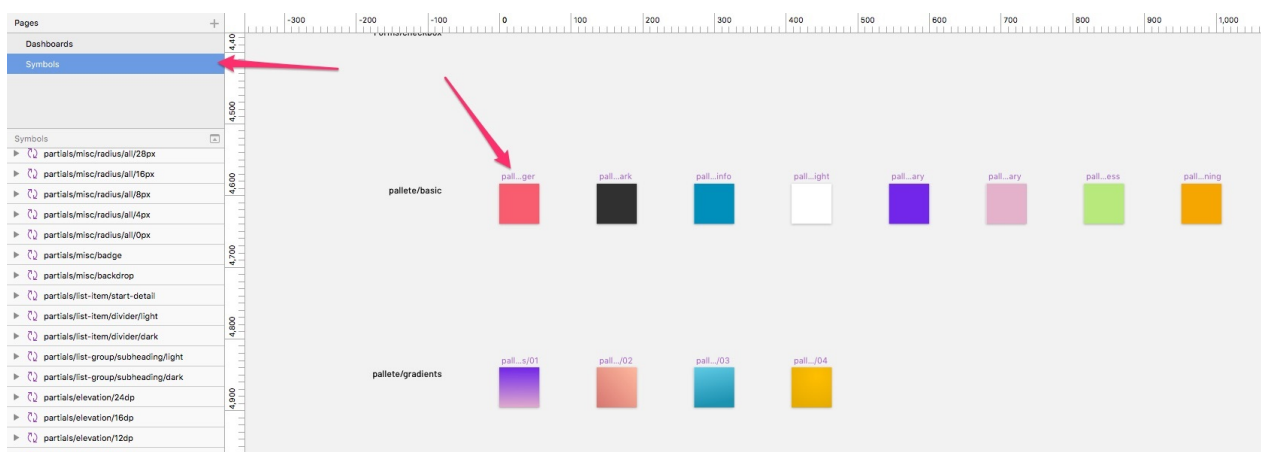 Pages
Dashboards
Symbols
Symbols
partials/misc/radius/all/28px
partials/misc/radius/all/16px
partials/misc/radius/all/8px
partials/misc/radius/all/4px
partials/misc/radius/all/0px
partials/misc/badge
partials/misc/backdrop
partials/list-item/start-detail
partials/list-item/divider/light
partials/list-item/divider/dark
partials/list-group/subheading/light
partials/list-group/subheading/dark
partials/elevation/24dp
partials/elevation/16dp
partials/elevation/12dp
-300 -200 -100 0 100 200 300 400 500 600 700 800 900 1,000
4,40
4,500
4,600
4,700
4,800
4,900
pall...ger pall...ark pall...info pall...ight pall...ary pall...ary pall...ess pall...ning
pallete/basic
pall...s/01 pall.../02 pall.../03 pall.../04
pallete/gradients